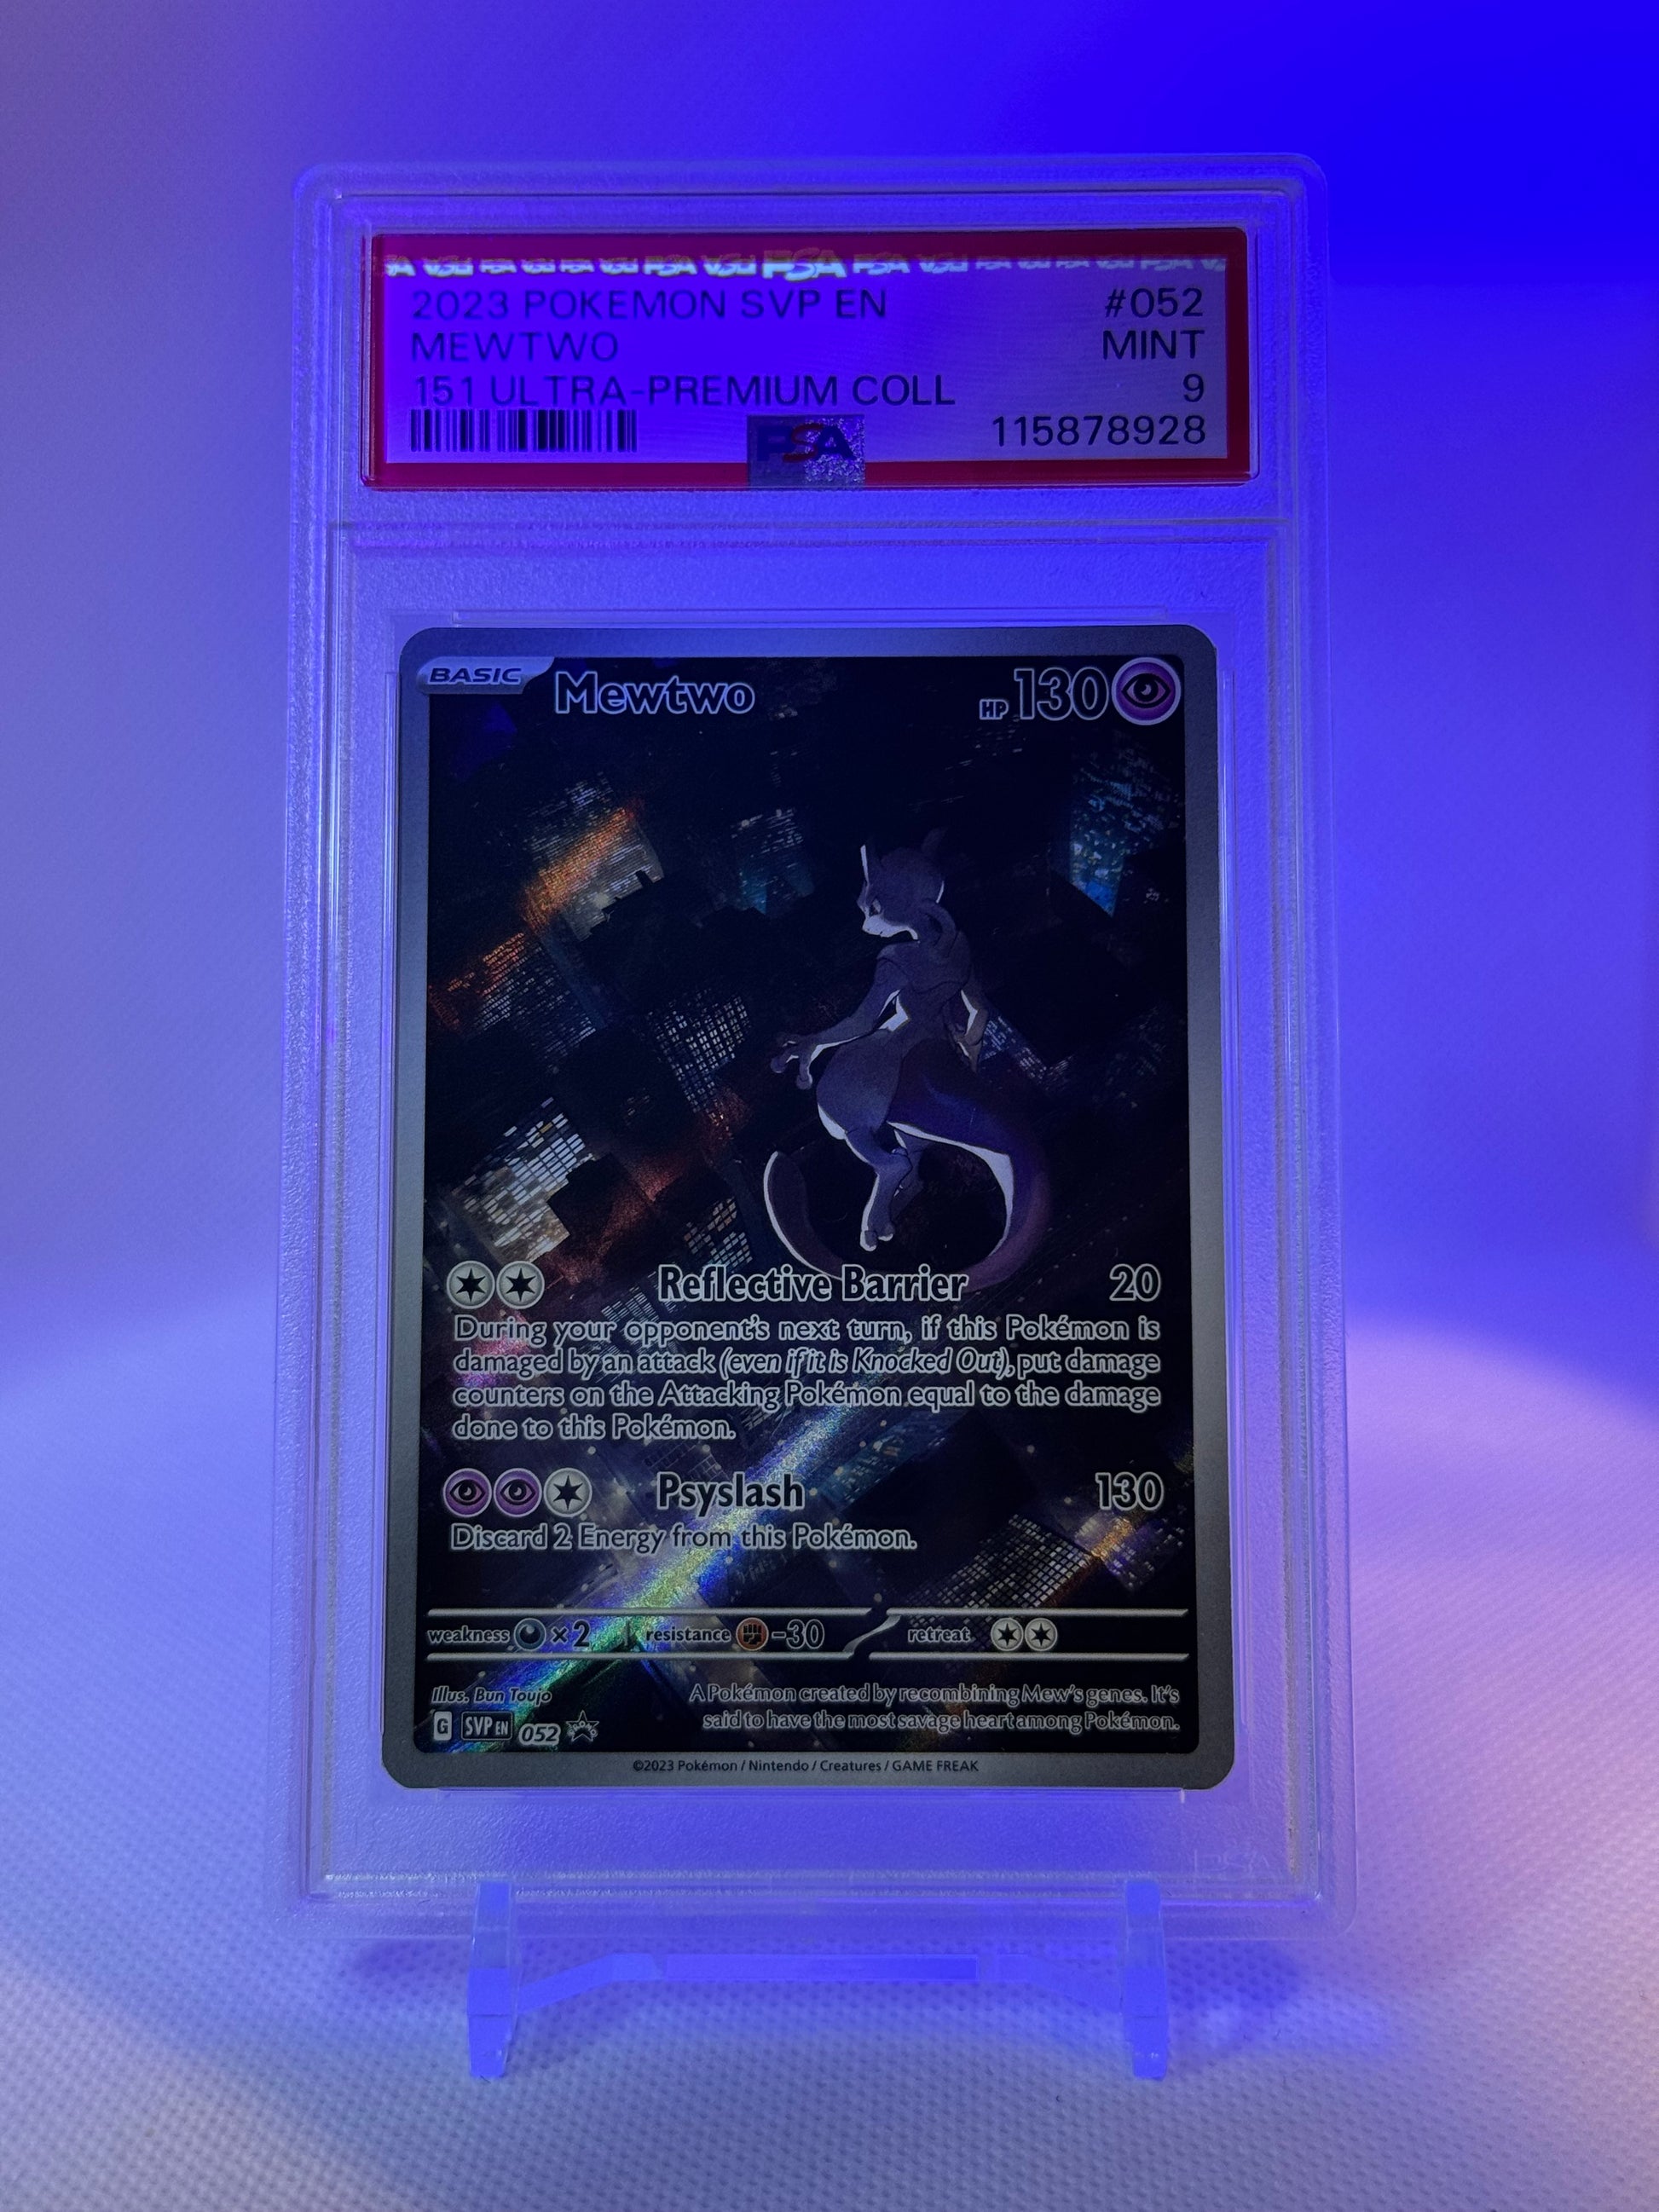 2023 POKEMON SVP EN #052
MEWTWO MINT
151 ULTRA-PREMIUM COLL 9
PSA 115878928
BASIC Mewtwo HP 130
Reflective Barrier 20
During your opponent's next turn, if this Pokémon is
damaged by an attack (even if it is Knocked Out), put damage
counters on the Attacking Pokémon equal to the damage
done to this Pokémon.
Psyslash 130
Discard 2 Energy from this Pokémon.
weakness ×2 resistance -30 retreat
Illus. Bun Toujo
A Pokémon created by recombining Mew's genes. It's
said to have the most savage heart among Pokémon.
G SVP EN 052
©2023 Pokémon / Nintendo / Creatures / GAME FREAK